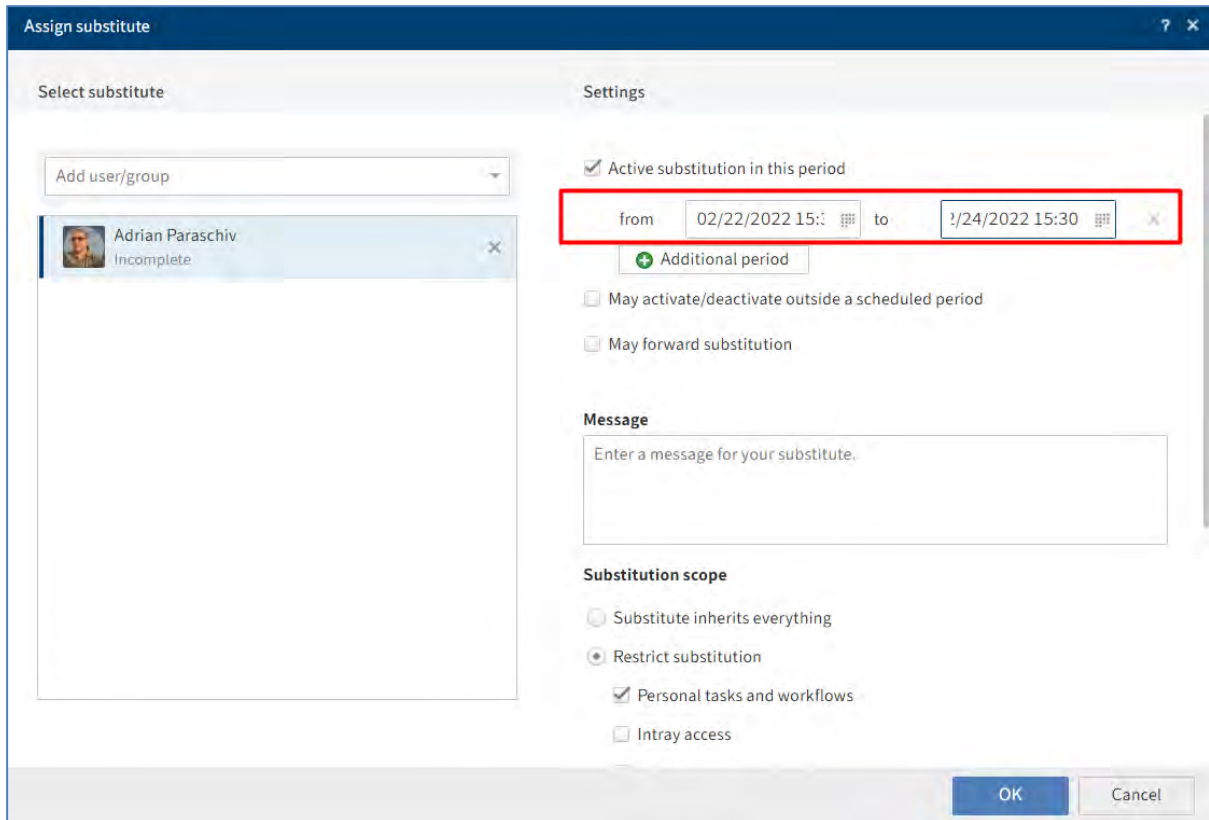 Assign substitute
? ×
Select substitute
Settings
Add user/group
Active substitution in this period
from 02/22/2022 15: to /24/2022 15:30
Adrian Paraschiv
Incomplete
Additional period
May activate/deactivate outside a scheduled period
May forward substitution
Message
Enter a message for your substitute.
Substitution scope
Substitute inherits everything
Restrict substitution
Personal tasks and workflows
Intray access
OK Cancel